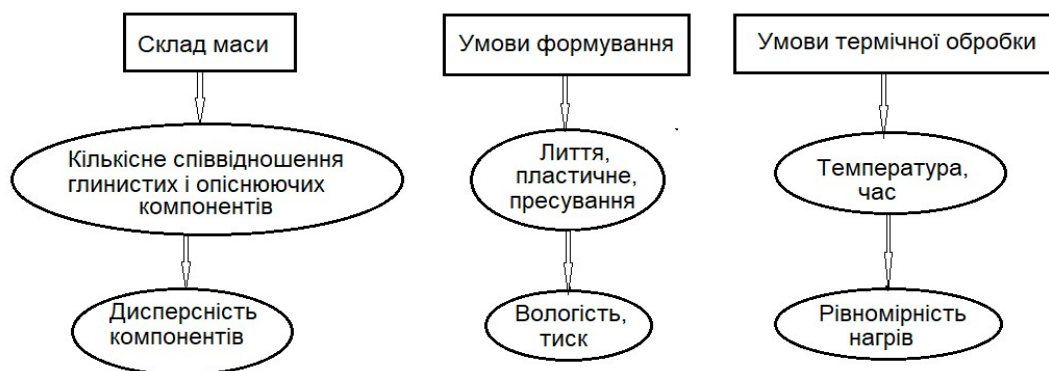 Склад маси
Умови формування
Умови термічної обробки
Кількісне співвідношення
глинистих і опіснюючих
компонентів
Лиття,
пластичне,
пресування
Температура,
час
Дисперсність
компонентів
Вологість,
тиск
Рівномірність
нагрів